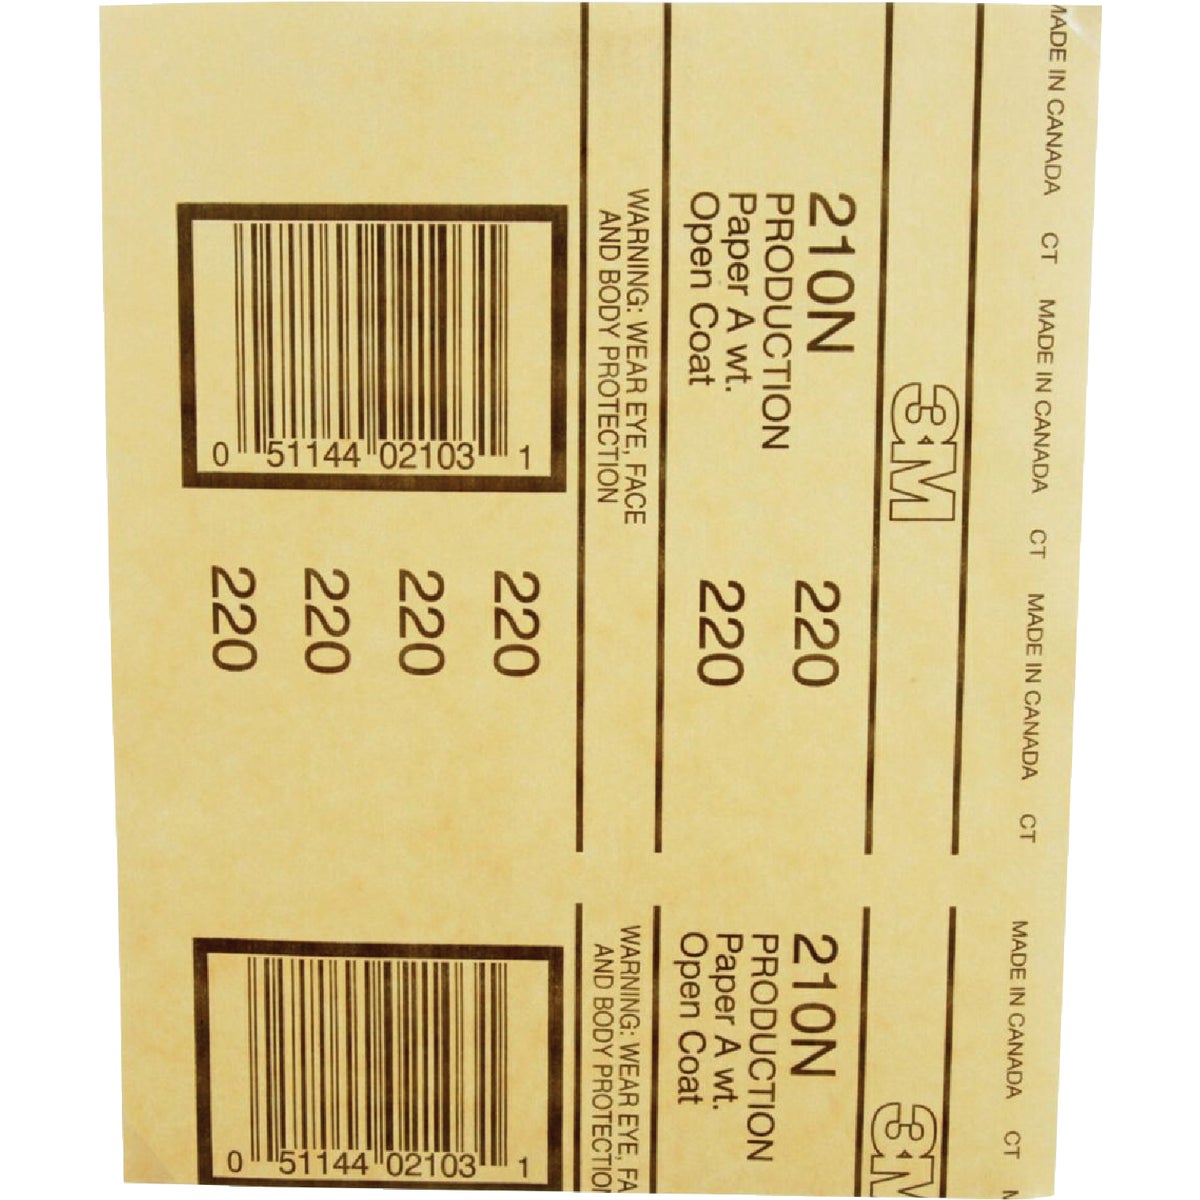 MADE IN CANADA CT MADE IN CANADA CT MADE IN CANADA CT
3M
210N 220
PRODUCTION
Paper A wt. 220
Open Coat
WARNING: WEAR EYE, FACE
AND BODY PROTECTION
0 51144 02103 1
220
220
220
220
MADE IN CANADA CT
3M
210N
PRODUCTION
Paper A wt.
Open Coat
WARNING: WEAR EYE, FA
AND BODY PROTECTION
0 51144 02103 1